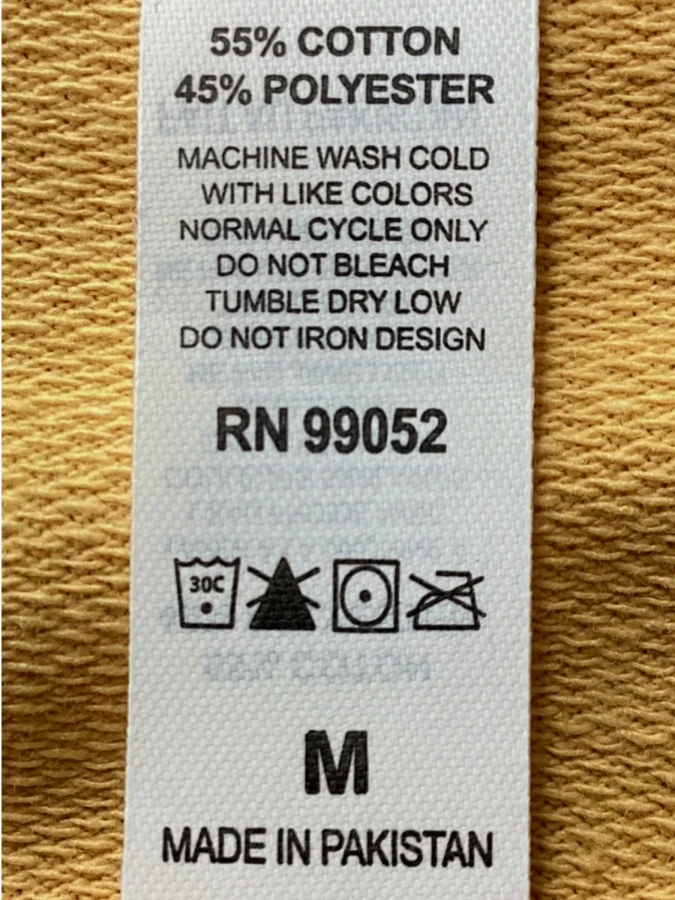 55% COTTON
45% POLYESTER
MACHINE WASH COLD
WITH LIKE COLORS
NORMAL CYCLE ONLY
DO NOT BLEACH
TUMBLE DRY LOW
DO NOT IRON DESIGN
RN 99052
30C
M
MADE IN PAKISTAN